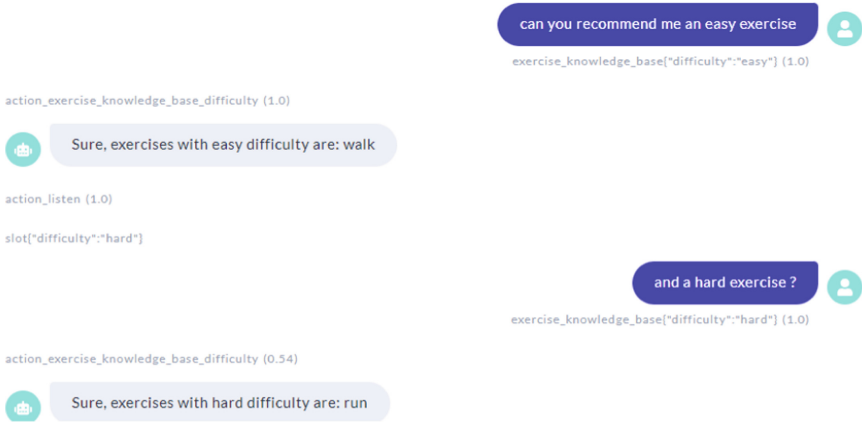 can you recommend me an easy exercise
exercise_knowledge_base{"difficulty":"easy"} (1.0)
action_exercise_knowledge_base_difficulty (1.0)
Sure, exercises with easy difficulty are: walk
action_listen (1.0)
slot{"difficulty":"hard"}
and a hard exercise ?
exercise_knowledge_base{"difficulty":"hard"} (1.0)
action_exercise_knowledge_base_difficulty (0.54)
Sure, exercises with hard difficulty are: run